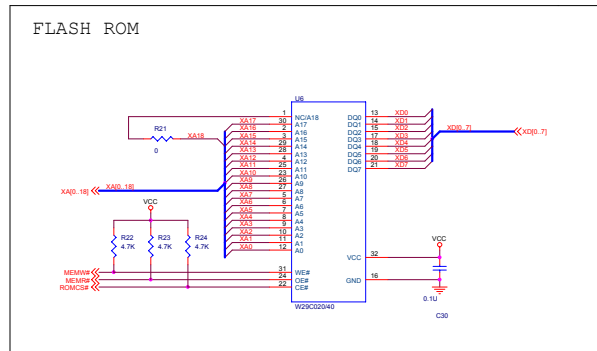 FLASH ROM
U6
R21
0
XA18
XA17
XA16
XA15
XA14
XA13
XA12
XA11
XA10
XA9
XA8
XA7
XA6
XA5
XA4
XA3
XA2
XA1
XA0
1 NC/A18
30 A17
2 A16
3 A15
29 A14
28 A13
4 A12
25 A11
23 A10
26 A9
27 A8
5 A7
6 A6
7 A5
8 A4
9 A3
10 A2
11 A1
12 A0
DQ0 13 XD0
DQ1 14 XD1
DQ2 15 XD2
DQ3 17 XD3
DQ4 18 XD4
DQ5 19 XD5
DQ6 20 XD6
DQ7 21 XD7
XD[0..7] XD[0..7]
XA[0..18] XA[0..18]
VCC
R22
4.7K
R23
4.7K
R24
4.7K
MEMW# 31 WE#
MEMR# 24 OE#
ROMCS# 22 CE#
VCC 32
GND 16
VCC
0.1U
C30
W29C020/40